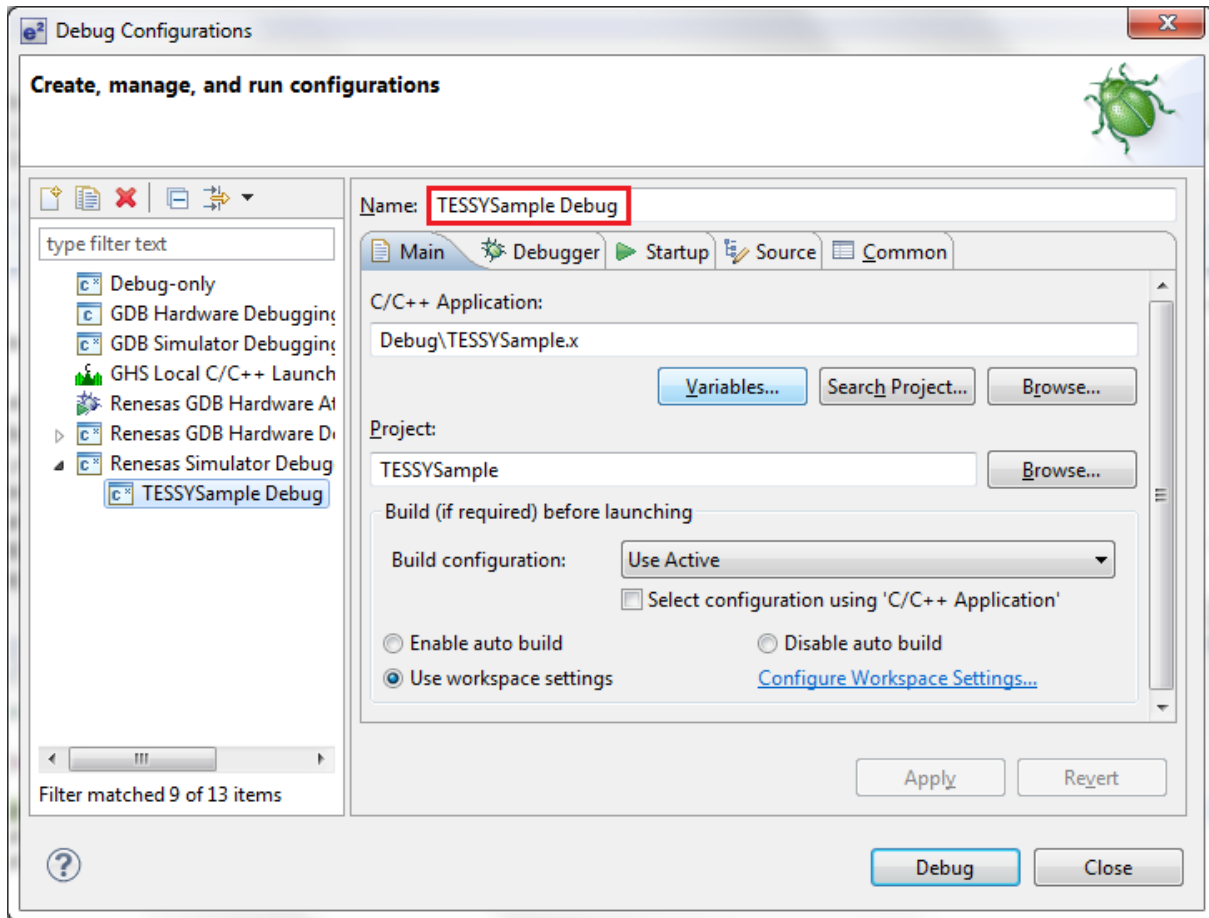 e² Debug Configurations
Create, manage, and run configurations
type filter text
Debug-only
GDB Hardware Debugging
GDB Simulator Debugging
GHS Local C/C++ Launch
Renesas GDB Hardware At
Renesas GDB Hardware De
Renesas Simulator Debug
TESSYSample Debug
Filter matched 9 of 13 items
Name: TESSYSample Debug
Main Debugger Startup Source Common
C/C++ Application:
Debug\TESSYSample.x
Variables... Search Project... Browse...
Project:
TESSYSample Browse...
Build (if required) before launching
Build configuration: Use Active
Select configuration using 'C/C++ Application'
Enable auto build Disable auto build
Use workspace settings Configure Workspace Settings...
Apply Revert
? Debug Close